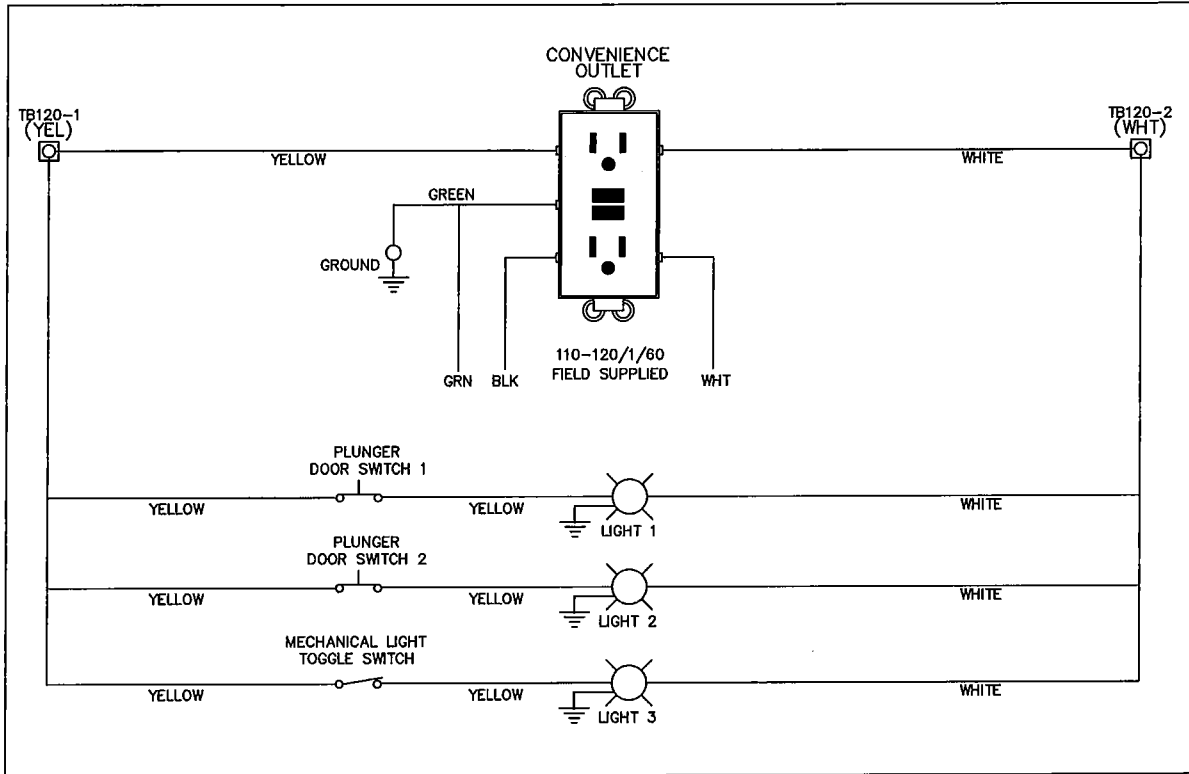 CONVENIENCE
OUTLET
TB120-1
(YEL)
TB120-2
(WHT)
YELLOW
WHITE
GREEN
GROUND
110-120/1/60
FIELD SUPPLIED
GRN
BLK
WHT
PLUNGER
DOOR SWITCH 1
YELLOW
YELLOW
LIGHT 1
WHITE
PLUNGER
DOOR SWITCH 2
YELLOW
YELLOW
LIGHT 2
WHITE
MECHANICAL LIGHT
TOGGLE SWITCH
YELLOW
YELLOW
LIGHT 3
WHITE